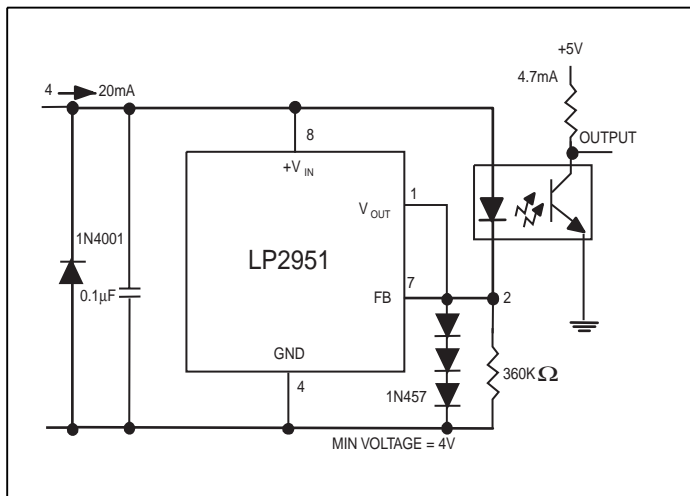 +5V
4.7mA
4 20mA
OUTPUT
8
+V IN
1
V OUT
1N4001
LP2951
7
FB
2
0.1µF
GND
360K Ω
4
1N457
MIN VOLTAGE = 4V